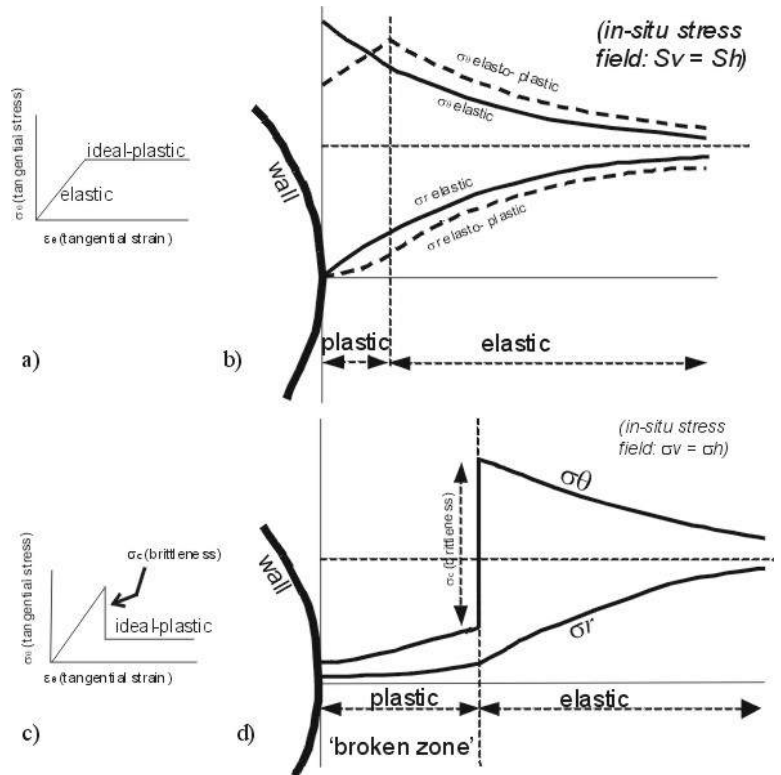 (in-situ stress
field: Sv = Sh)
σθ elasto-plastic
σθ elastic
σθ (tangential stress)
ideal-plastic
elastic
εθ (tangential strain)
wall
σr elastic
σr elasto-plastic
plastic
elastic
a)
b)
(in-situ stress
field: σv = σh)
σθ
σc (brittleness)
σc (brittleness)
σθ (tangential stress)
ideal-plastic
εθ (tangential strain)
wall
σr
plastic
elastic
c)
d)
'broken zone'